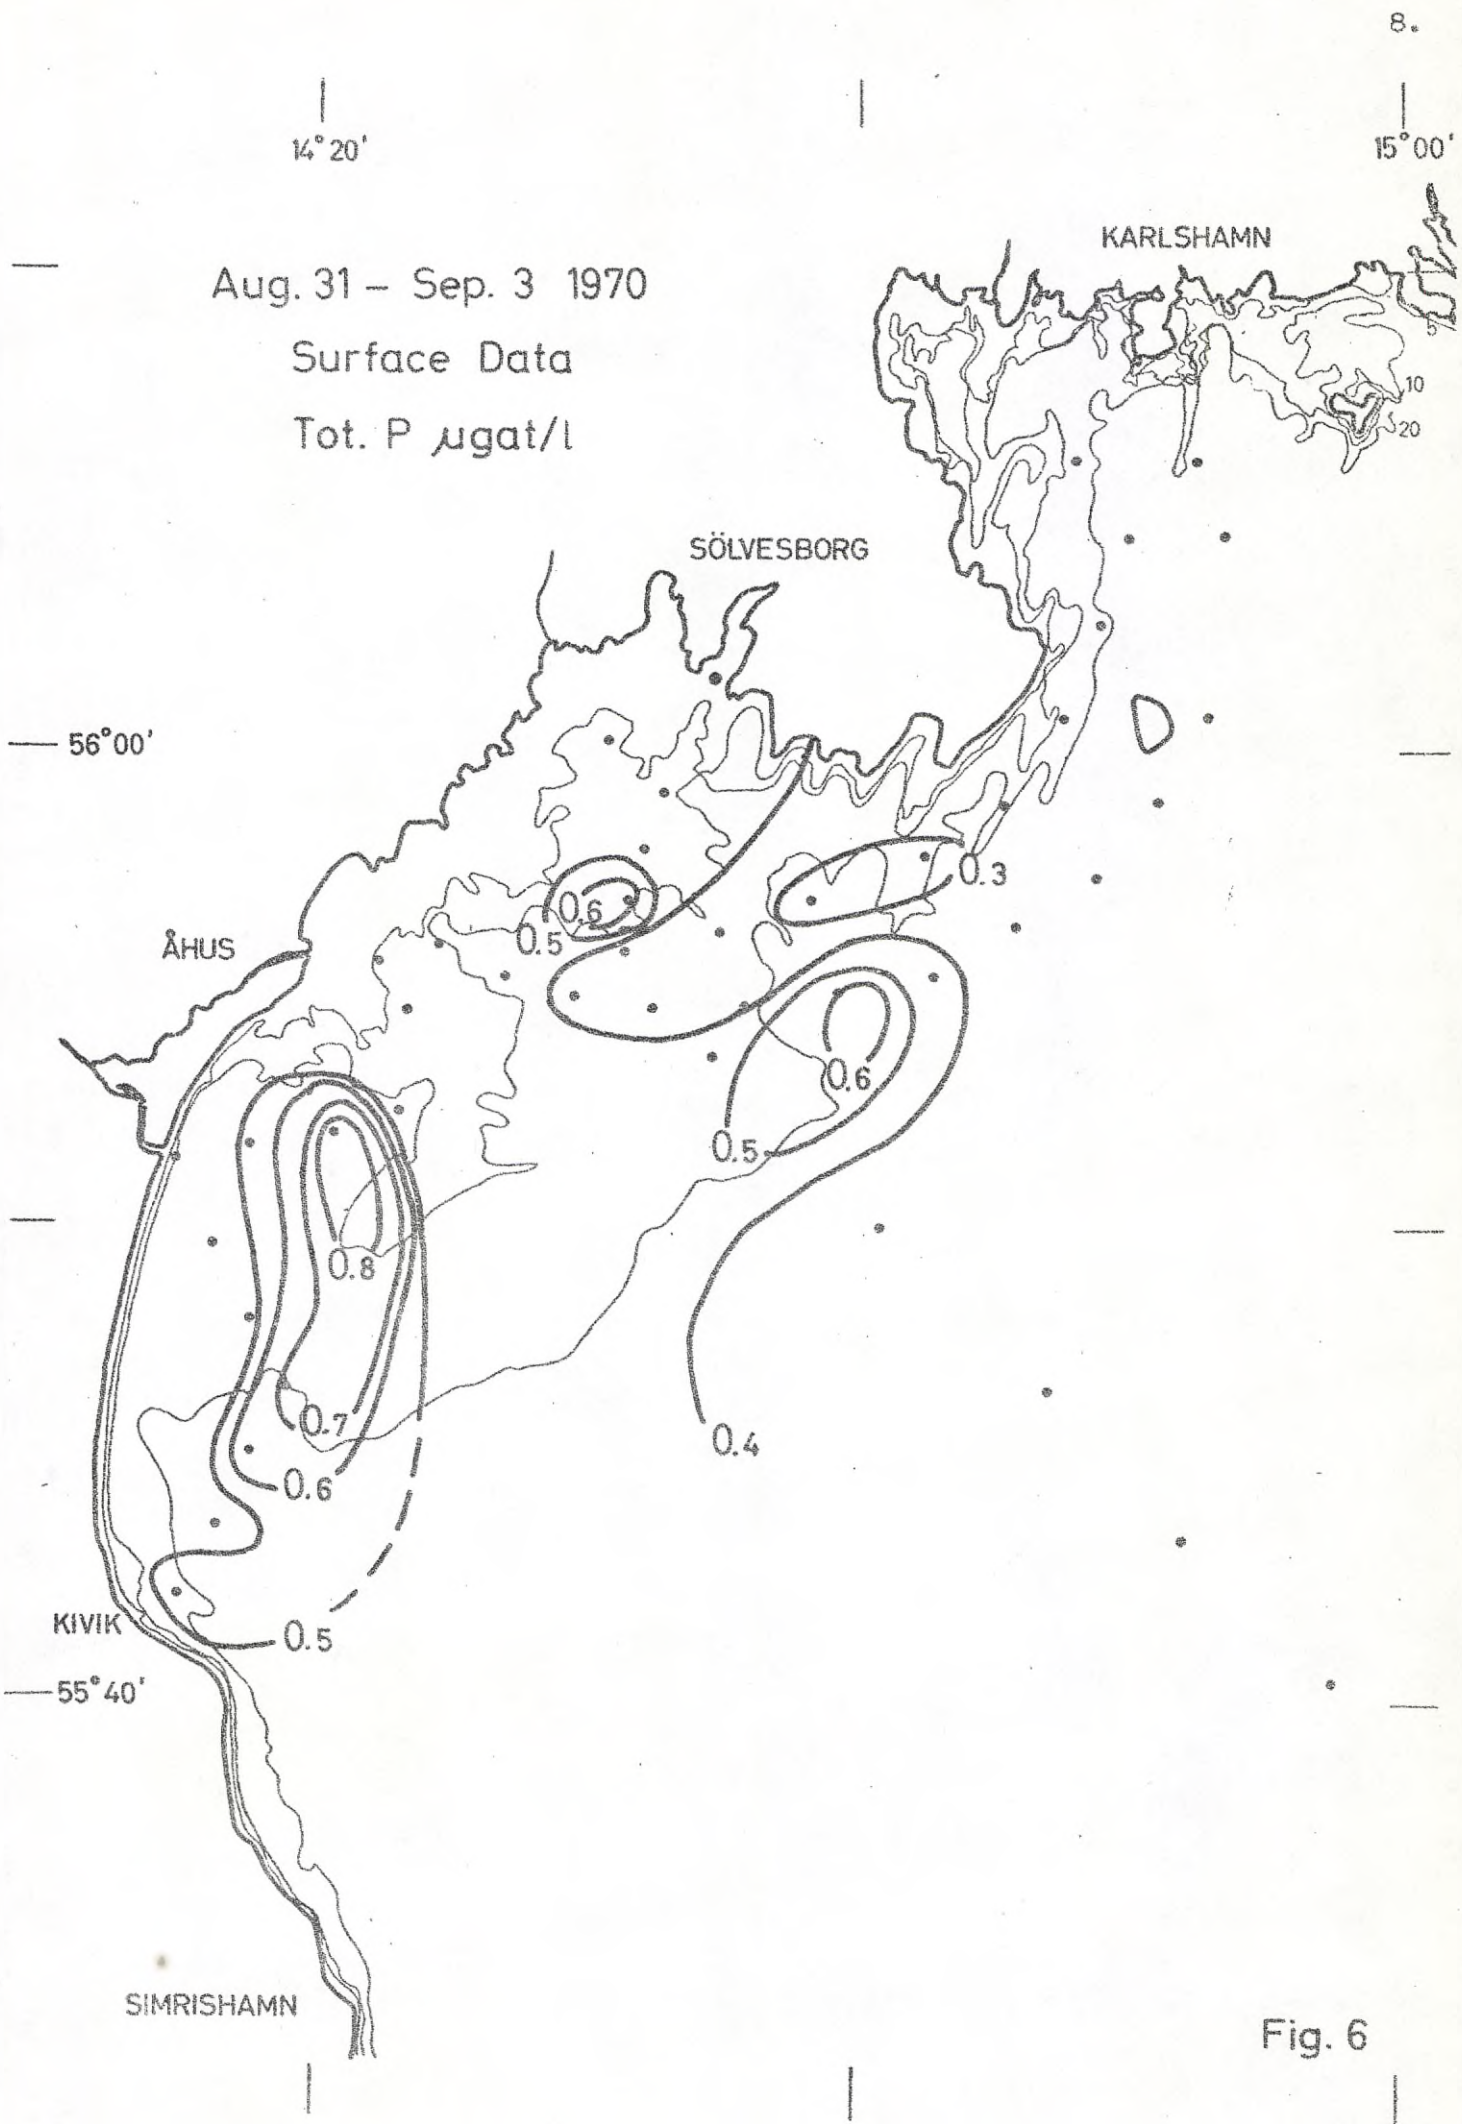 8.
14°20'
15°00'
KARLSHAMN
Aug. 31 – Sep. 3 1970
Surface Data
Tot. P µgat/l
5
10
20
SÖLVESBORG
56°00'
0.3
0.6
0.5
ÅHUS
0.6
0.5
0.8
0.7
0.4
0.6
KIVIK
0.5
55°40'
SIMRISHAMN
Fig. 6